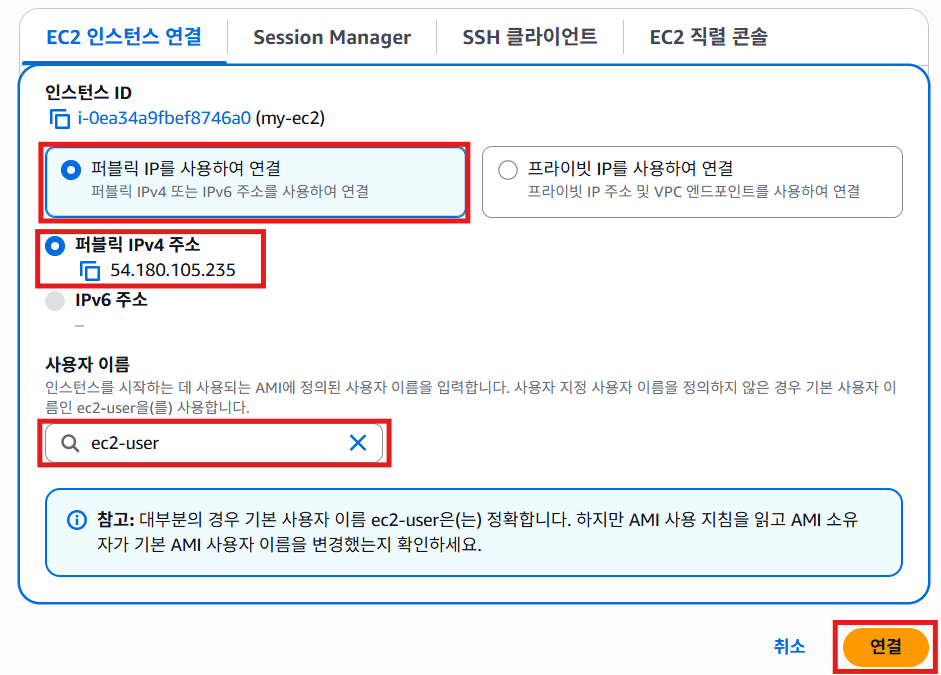 EC2 인스턴스 연결
Session Manager
SSH 클라이언트
EC2 직렬 콘솔
인스턴스 ID
i-0ea34a9fbef8746a0 (my-ec2)
퍼블릭 IP를 사용하여 연결
퍼블릭 IPv4 또는 IPv6 주소를 사용하여 연결
프라이빗 IP를 사용하여 연결
프라이빗 IP 주소 및 VPC 엔드포인트를 사용하여 연결
퍼블릭 IPv4 주소
54.180.105.235
IPv6 주소
–
사용자 이름
인스턴스를 시작하는 데 사용되는 AMI에 정의된 사용자 이름을 입력합니다. 사용자 지정 사용자 이름을 정의하지 않은 경우 기본 사용자 이
름인 ec2-user을(를) 사용합니다.
ec2-user
참고: 대부분의 경우 기본 사용자 이름 ec2-user은(는) 정확합니다. 하지만 AMI 사용 지침을 읽고 AMI 소유
자가 기본 AMI 사용자 이름을 변경했는지 확인하세요.
취소
연결